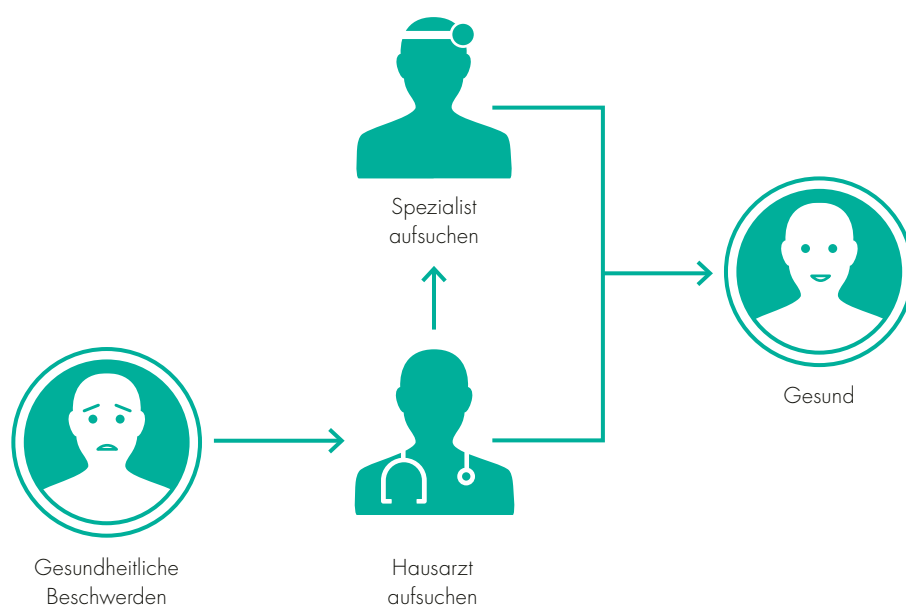 Spezialist
aufsuchen
Gesund
Gesundheitliche
Beschwerden
Hausarzt
aufsuchen